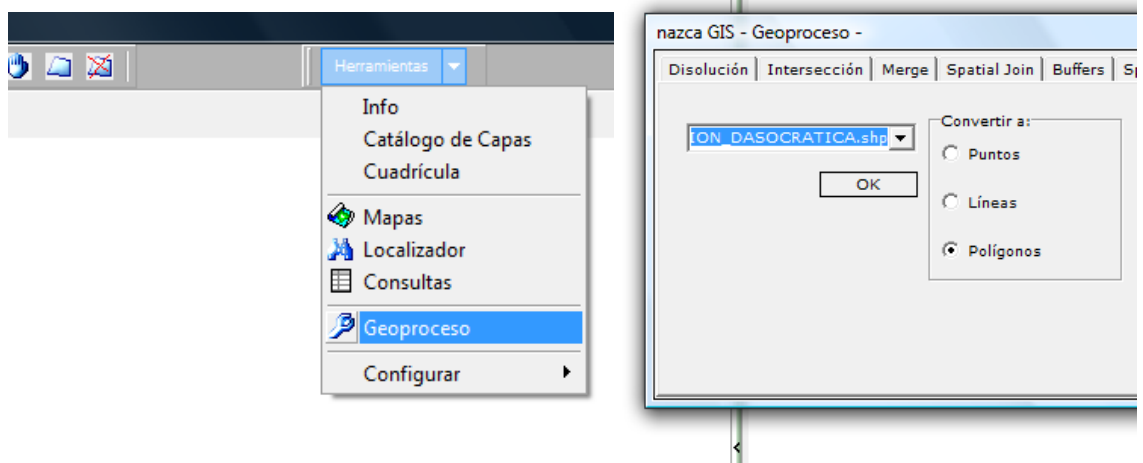 Herramientas
Info
Catálogo de Capas
Cuadrícula
Mapas
Localizador
Consultas
Geoproceso
Configurar
nazca GIS - Geoproceso -
Disolución Intersección Merge Spatial Join Buffers Sp
ION_DASOCRATICA.shp
OK
Convertir a:
Puntos
Líneas
Polígonos